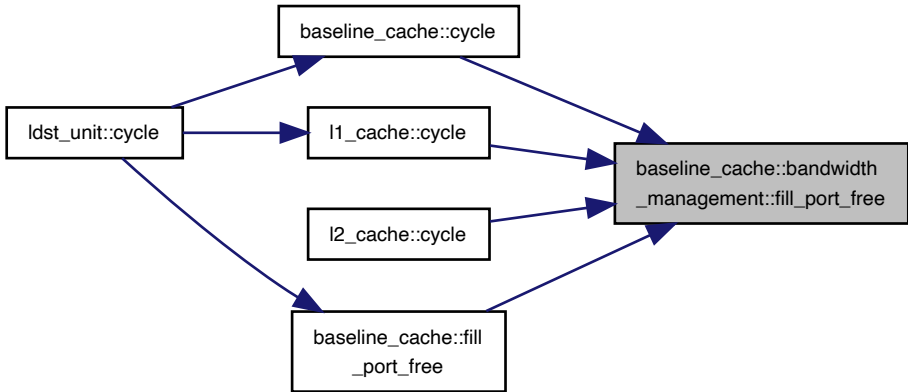 baseline_cache::cycle
ldst_unit::cycle
l1_cache::cycle
baseline_cache::bandwidth
_management::fill_port_free
l2_cache::cycle
baseline_cache::fill
_port_free